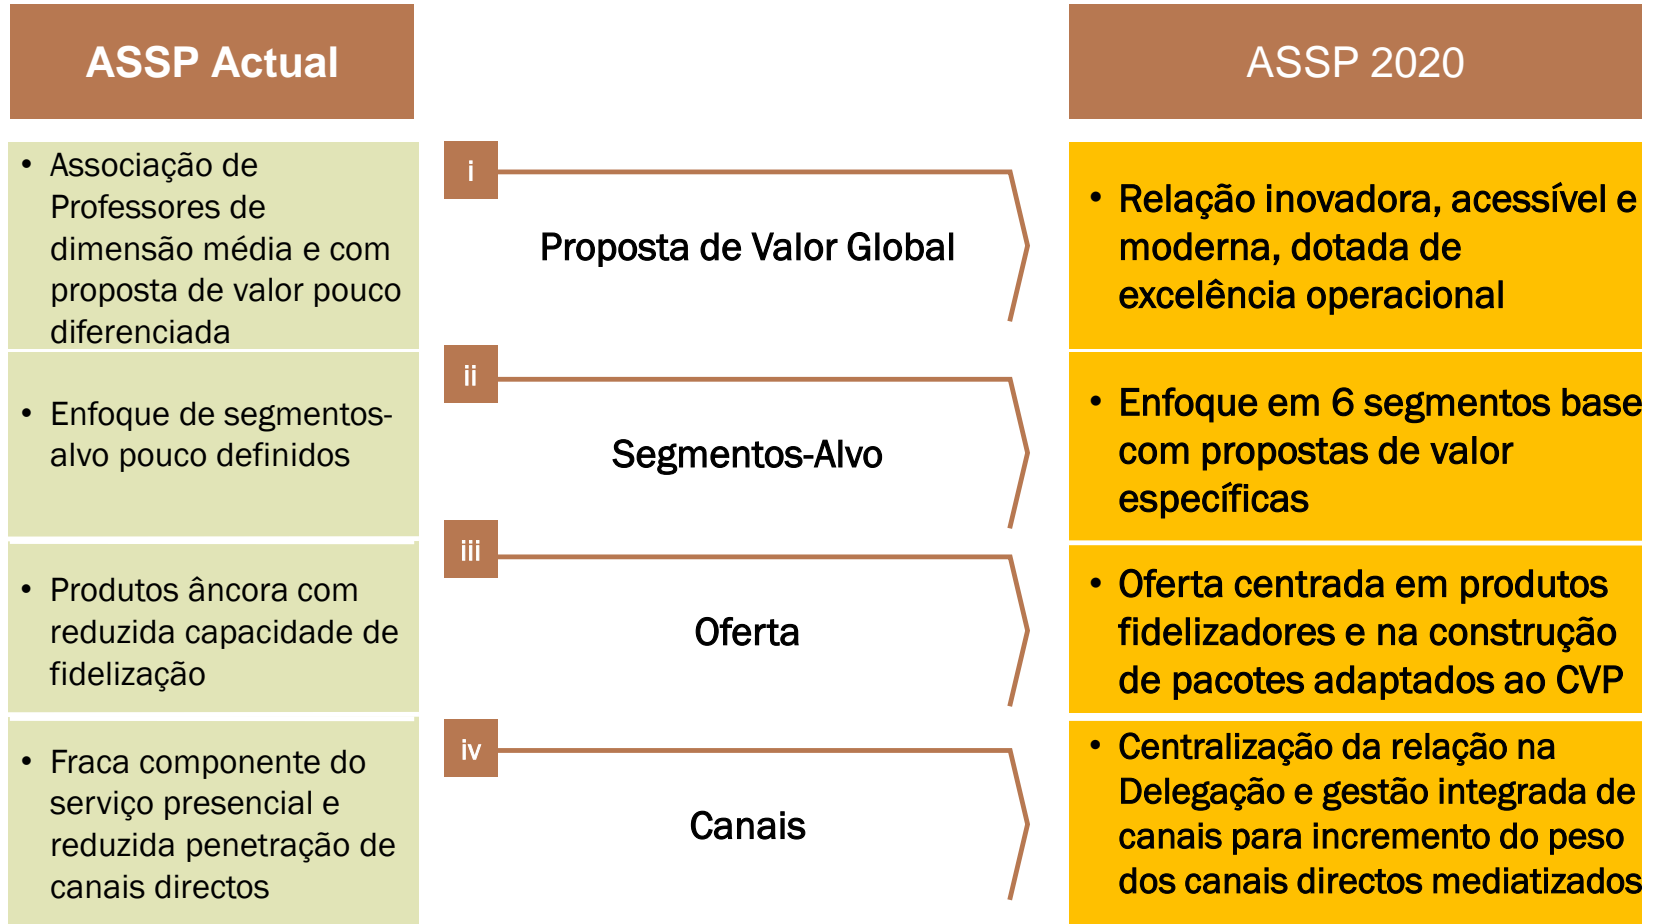 ASSP Actual
ASSP 2020
• Associação de
Professores de
dimensão média e com
proposta de valor pouco
diferenciada
i
Proposta de Valor Global
• Relação inovadora, acessível e
moderna, dotada de
excelência operacional
• Enfoque de segmentos-
alvo pouco definidos
ii
Segmentos-Alvo
• Enfoque em 6 segmentos base
com propostas de valor
específicas
• Produtos âncora com
reduzida capacidade de
fidelização
iii
Oferta
• Oferta centrada em produtos
fidelizadores e na construção
de pacotes adaptados ao CVP
• Fraca componente do
serviço presencial e
reduzida penetração de
canais directos
iv
Canais
• Centralização da relação na
Delegação e gestão integrada de
canais para incremento do peso
dos canais directos mediatizados